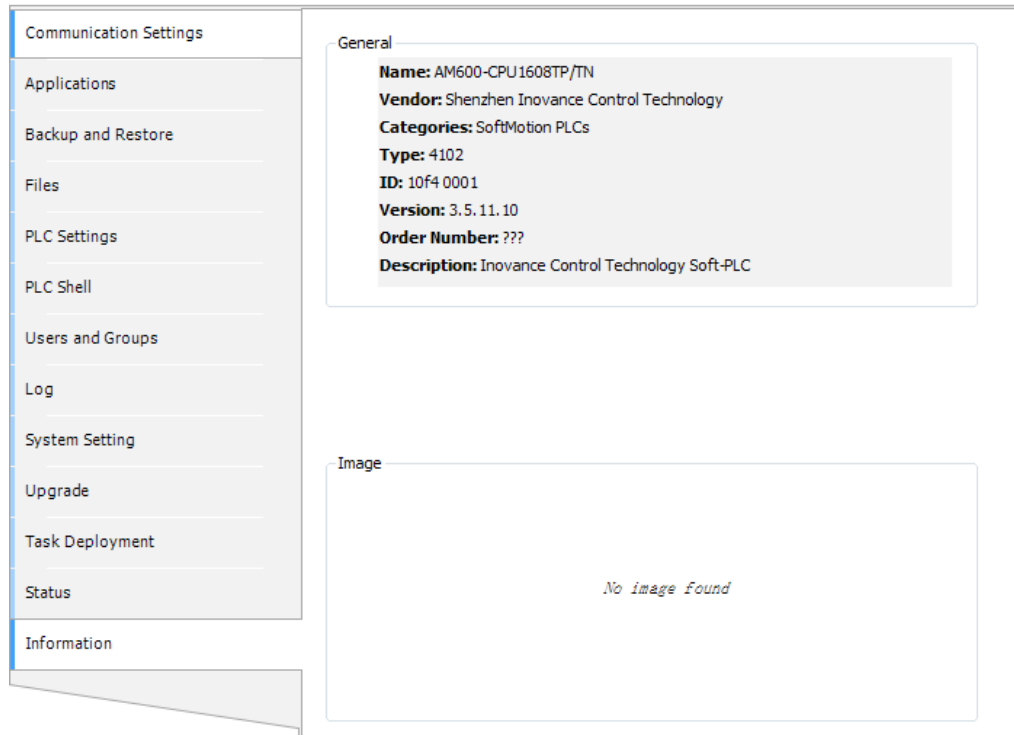 Communication Settings
Applications
Backup and Restore
Files
PLC Settings
PLC Shell
Users and Groups
Log
System Setting
Upgrade
Task Deployment
Status
Information
General
Name: AM600-CPU1608TP/TN
Vendor: Shenzhen Inovance Control Technology
Categories: SoftMotion PLCs
Type: 4102
ID: 10f4 0001
Version: 3.5.11.10
Order Number: ???
Description: Inovance Control Technology Soft-PLC
Image
No image found